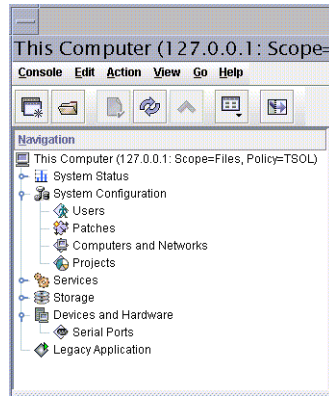 This Computer (127.0.0.1: Scope=
Console Edit Action View Go Help
Navigation
This Computer (127.0.0.1: Scope=Files, Policy=TSOL)
System Status
System Configuration
Users
Patches
Computers and Networks
Projects
Services
Storage
Devices and Hardware
Serial Ports
Legacy Application